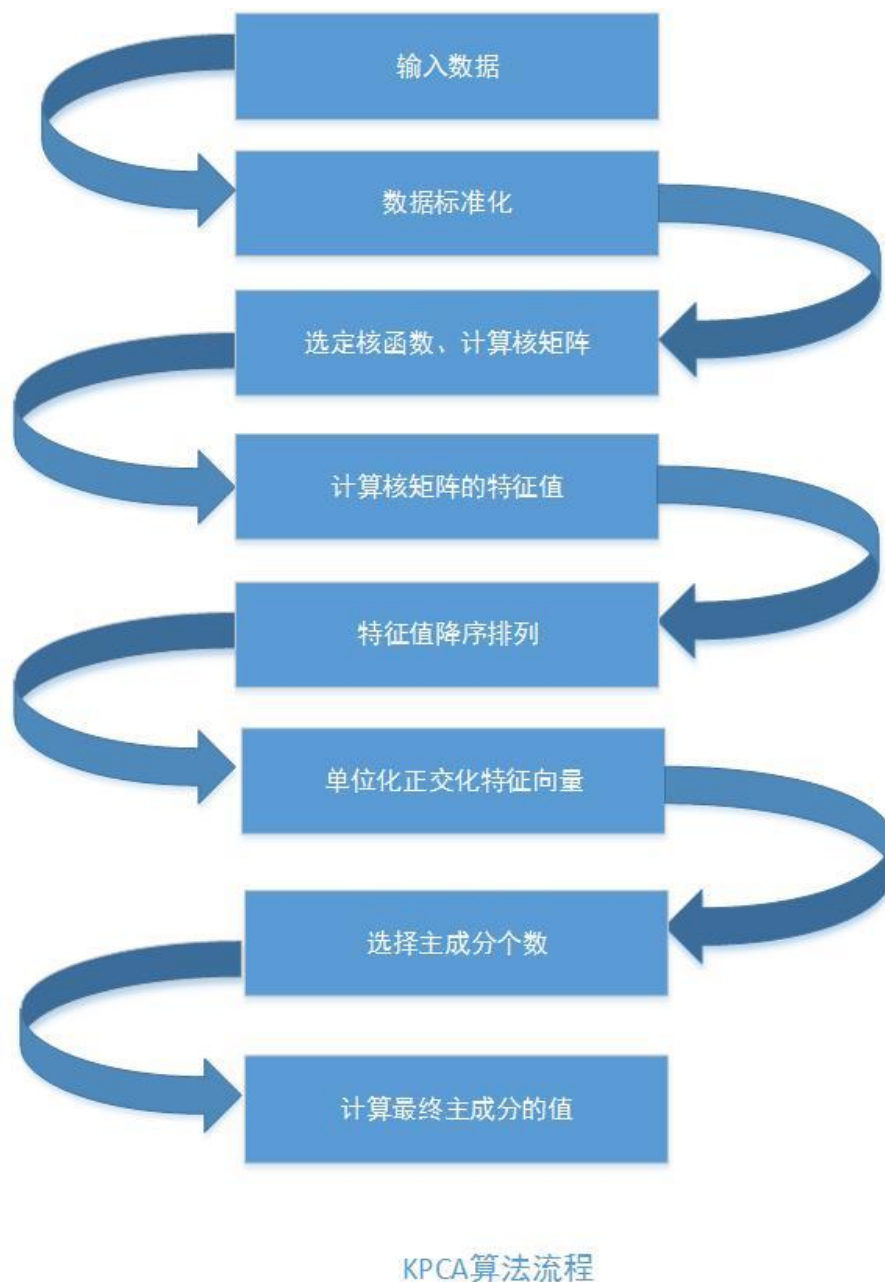 输入数据
数据标准化
选定核函数、计算核矩阵
计算核矩阵的特征值
特征值降序排列
单位化正交化特征向量
选择主成分个数
计算最终主成分的值
KPCA算法流程